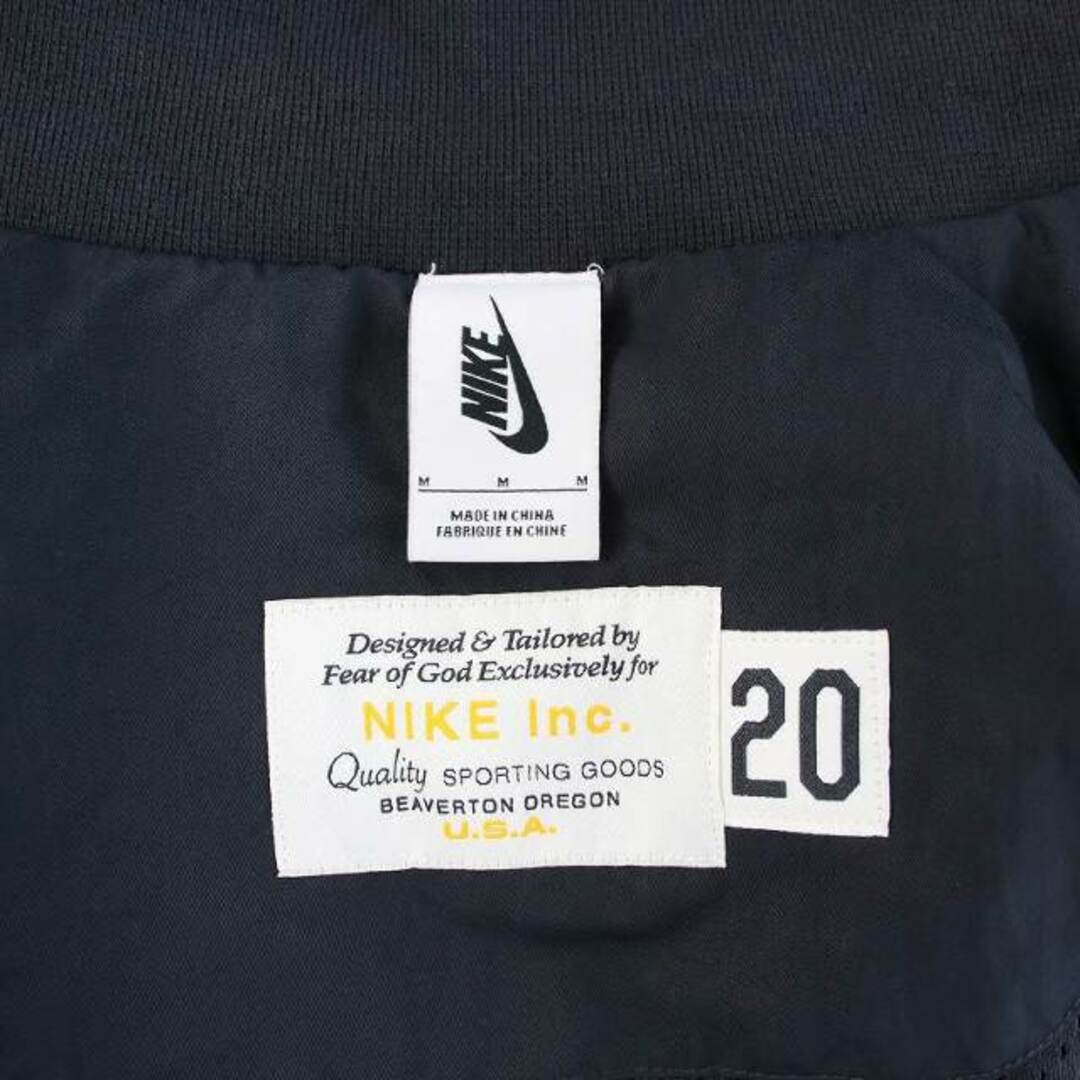 NIKE
M M M
MADE IN CHINA
FABRIQUE EN CHINE
Designed & Tailored by
Fear of God Exclusively for
NIKE Inc.
Quality SPORTING GOODS
BEAVERTON OREGON
U.S.A.
20